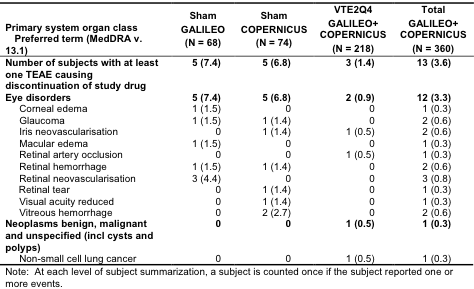 Primary system organ class Preferred term (MedDRA v. 13.1) Sham GALILEO (N = 68) Sham COPERNICUS (N = 74) VTE2Q4 GALILEO+ COPERNICUS (N = 218) Total GALILEO+ COPERNICUS (N = 360)
Number of subjects with at least one TEAE causing discontinuation of study drug 5 (7.4) 5 (6.8) 3 (1.4) 13 (3.6)
Eye disorders 5 (7.4) 5 (6.8) 2 (0.9) 12 (3.3)
Corneal edema 1 (1.5) 0 0 1 (0.3)
Glaucoma 1 (1.5) 1 (1.4) 0 2 (0.6)
Iris neovascularisation 0 1 (1.4) 1 (0.5) 2 (0.6)
Macular edema 1 (1.5) 0 0 1 (0.3)
Retinal artery occlusion 0 0 1 (0.5) 1 (0.3)
Retinal hemorrhage 1 (1.5) 1 (1.4) 0 2 (0.6)
Retinal neovascularisation 3 (4.4) 0 0 3 (0.8)
Retinal tear 0 1 (1.4) 0 1 (0.3)
Visual acuity reduced 0 1 (1.4) 0 1 (0.3)
Vitreous hemorrhage 0 2 (2.7) 0 2 (0.6)
Neoplasms benign, malignant and unspecified (incl cysts and polyps) 0 0 1 (0.5) 1 (0.3)
Non-small cell lung cancer 0 0 1 (0.5) 1 (0.3)
Note: At each level of subject summarization, a subject is counted once if the subject reported one or
more events.